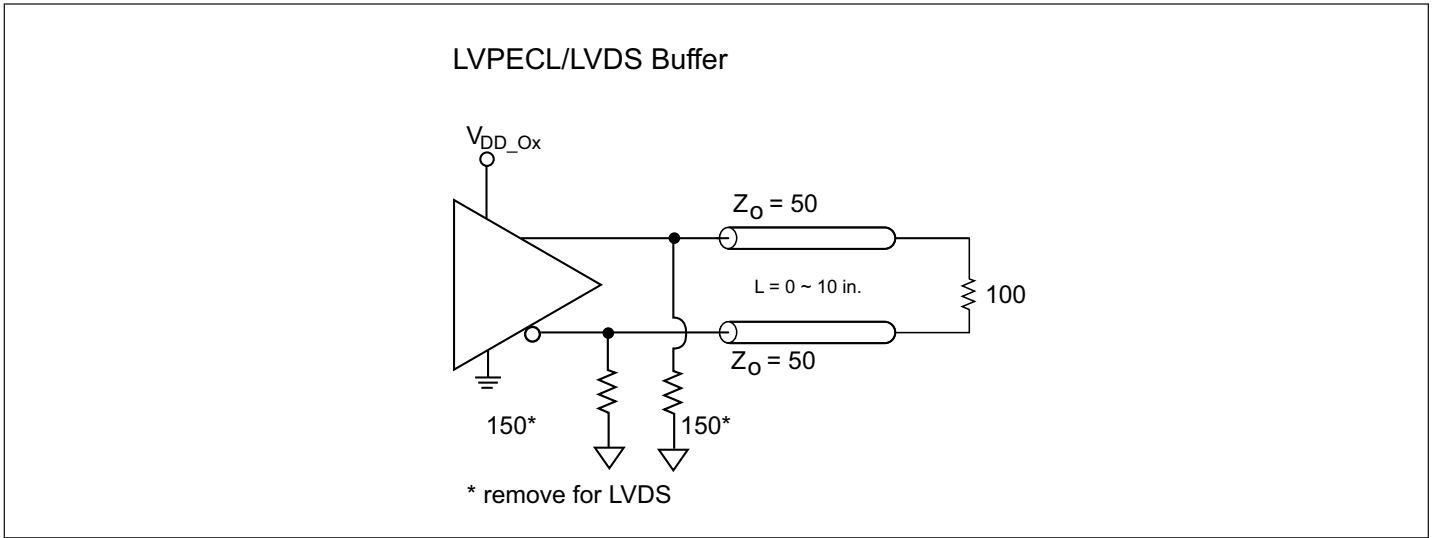 LVPECL/LVDS Buffer
VDD_Ox
Zo = 50
L = 0 ~ 10 in.
100
Zo = 50
150*
150*
* remove for LVDS